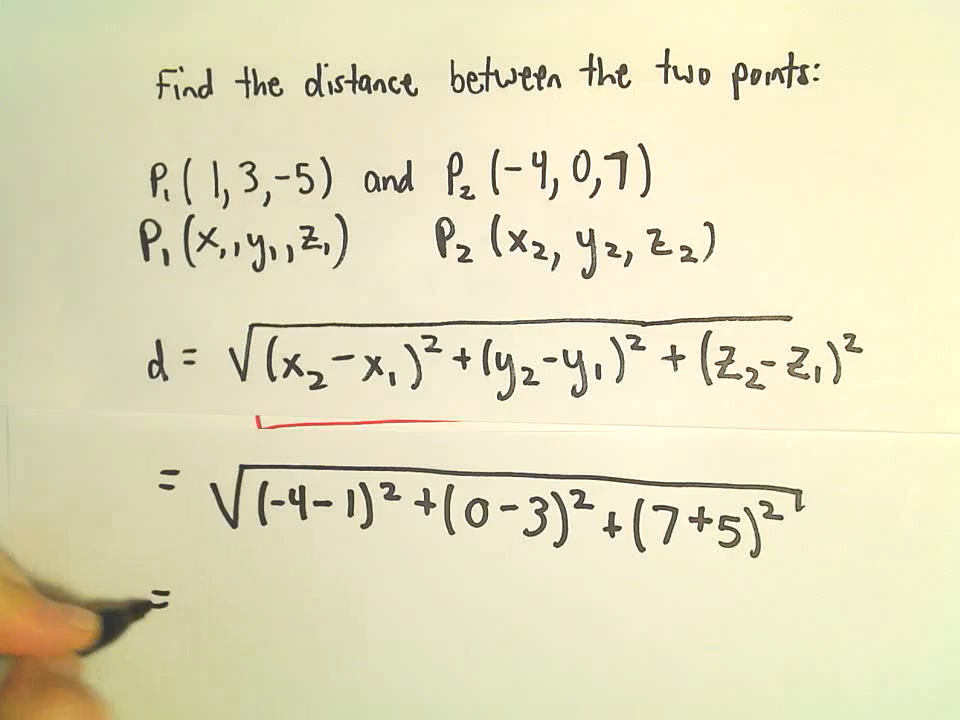 Find the distance between the two points:
P₁(1,3,-5) and P₂(-4,0,7)
P₁(x₁,y₁,z₁) P₂(x₂,y₂,z₂)
d = √(x₂-x₁)²+(y₂-y₁)²+(z₂-z₁)²
= √(-4-1)²+(0-3)²+(7+5)²
=